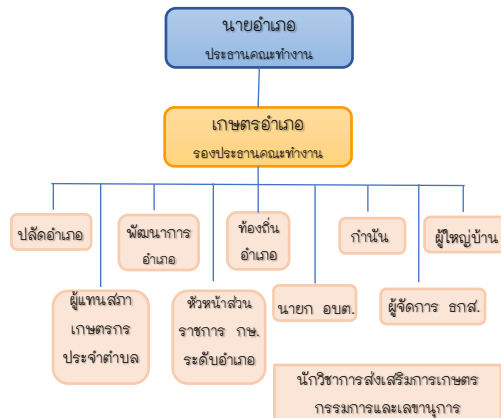 นายอำเภอ
ประธานคณะทำงาน
เกษตรอำเภอ
รองประธานคณะทำงาน
ปลัดอำเภอ
พัฒนาการ
อำเภอ
ท้องถิ่น
อำเภอ
กำนัน
ผู้ใหญ่บ้าน
ผู้แทนสภา
เกษตรกร
ประจำตำบล
หัวหน้าส่วน
ราชการ กษ.
ระดับอำเภอ
นายก อบต.
ผู้จัดการ ธกส.
นักวิชาการส่งเสริมการเกษตร
กรรมการและเลขานุการ